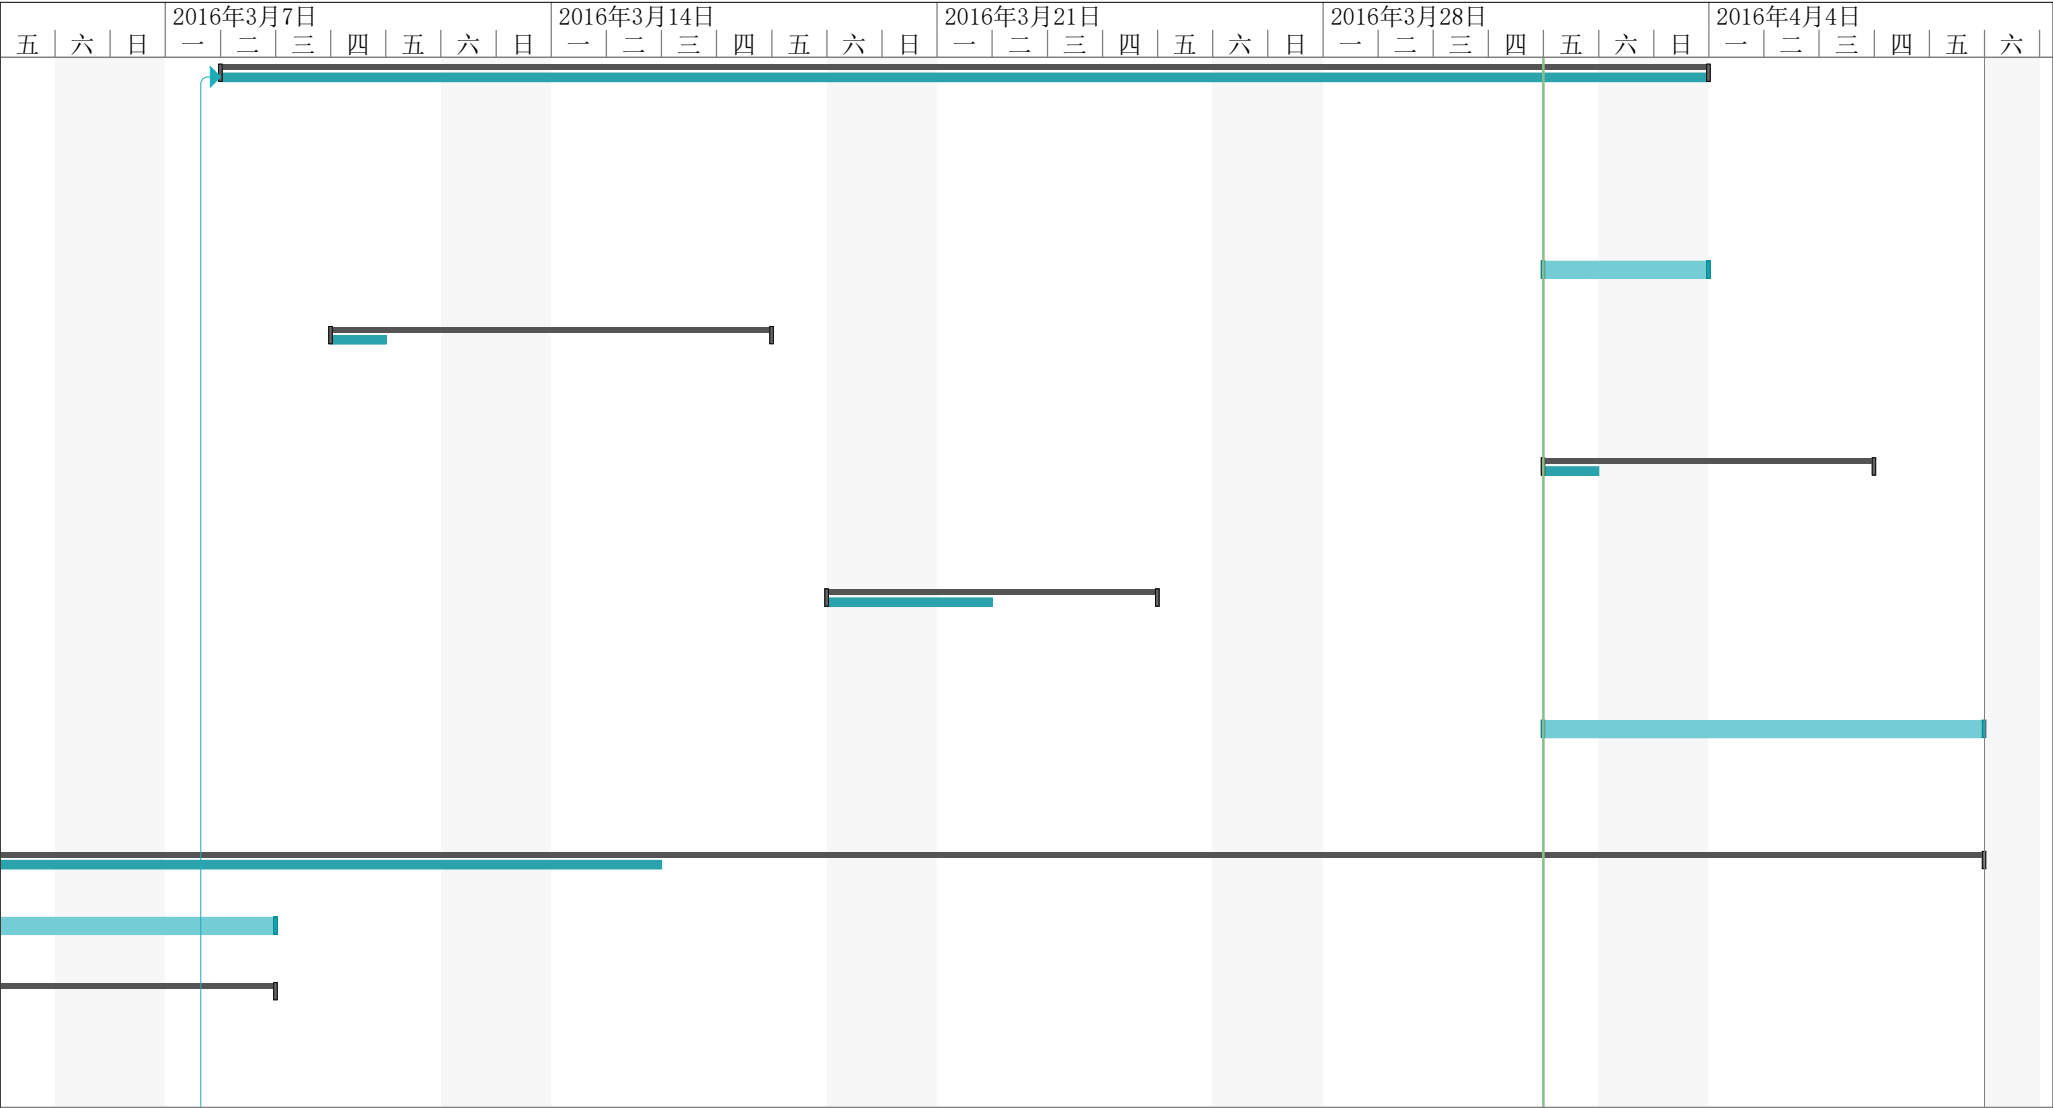 2016年3月7日 2016年3月14日 2016年3月21日 2016年3月28日 2016年4月4日
五 六 日 一 二 三 四 五 六 日 一 二 三 四 五 六 日 一 二 三 四 五 六 日 一 二 三 四 五 六 日 一 二 三 四 五 六